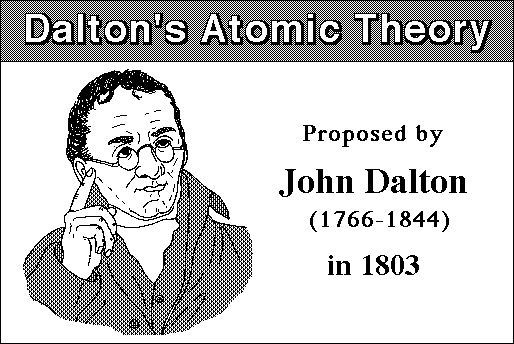 Dalton's Atomic Theory
Proposed by
John Dalton
(1766-1844)
in 1803